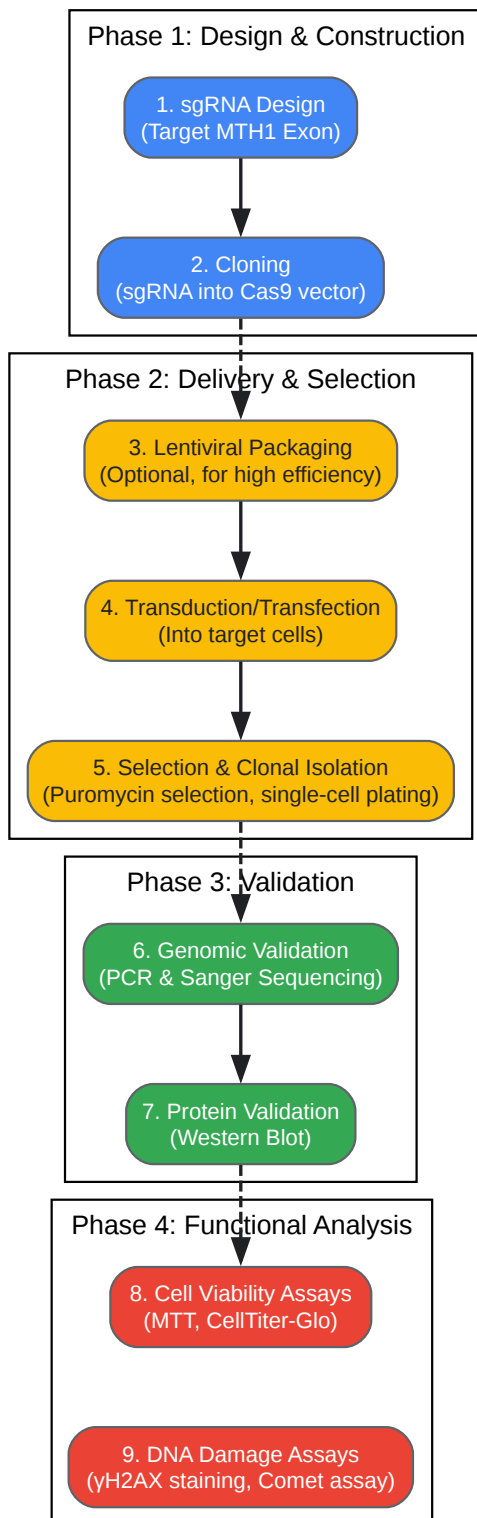 Phase 1: Design & Construction
1. sgRNA Design
(Target MTH1 Exon)
2. Cloning
(sgRNA into Cas9 vector)
Phase 2: Delivery & Selection
3. Lentiviral Packaging
(Optional, for high efficiency)
4. Transduction/Transfection
(Into target cells)
5. Selection & Clonal Isolation
(Puromycin selection, single-cell plating)
Phase 3: Validation
6. Genomic Validation
(PCR & Sanger Sequencing)
7. Protein Validation
(Western Blot)
Phase 4: Functional Analysis
8. Cell Viability Assays
(MTT, CellTiter-Glo)
9. DNA Damage Assays
(γH2AX staining, Comet assay)